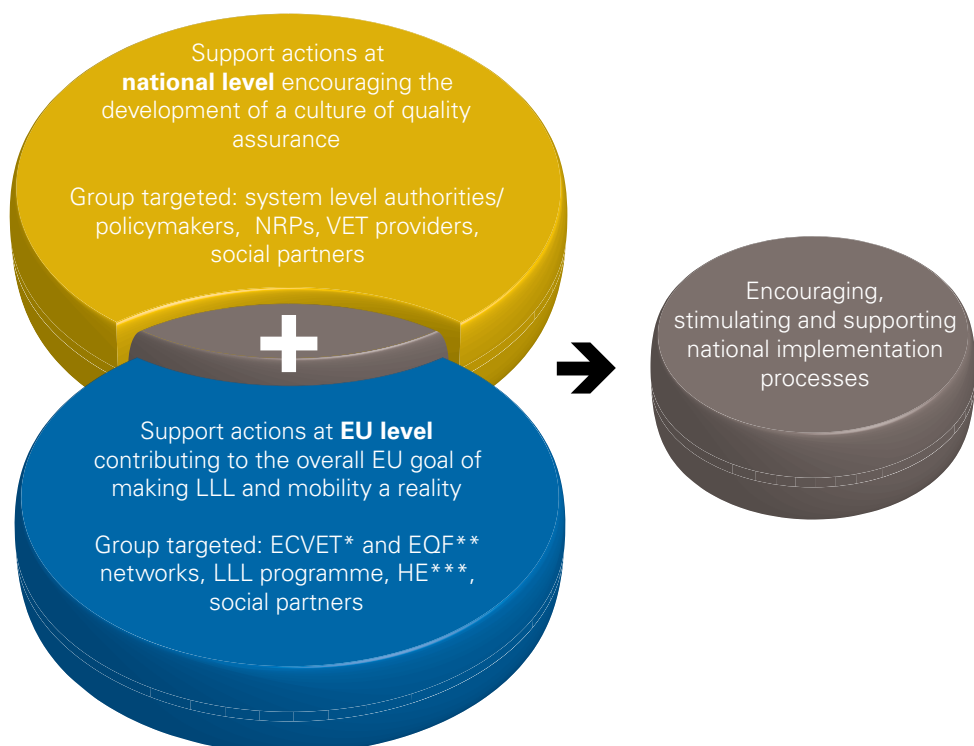 Support actions at
national level encouraging the
development of a culture of quality
assurance
Group targeted: system level authorities/
policymakers, NRPs, VET providers,
social partners
+
Support actions at EU level
contributing to the overall EU goal of
making LLL and mobility a reality
Group targeted: ECVET* and EQF**
networks, LLL programme, HE***,
social partners
Encouraging,
stimulating and supporting
national implementation
processes